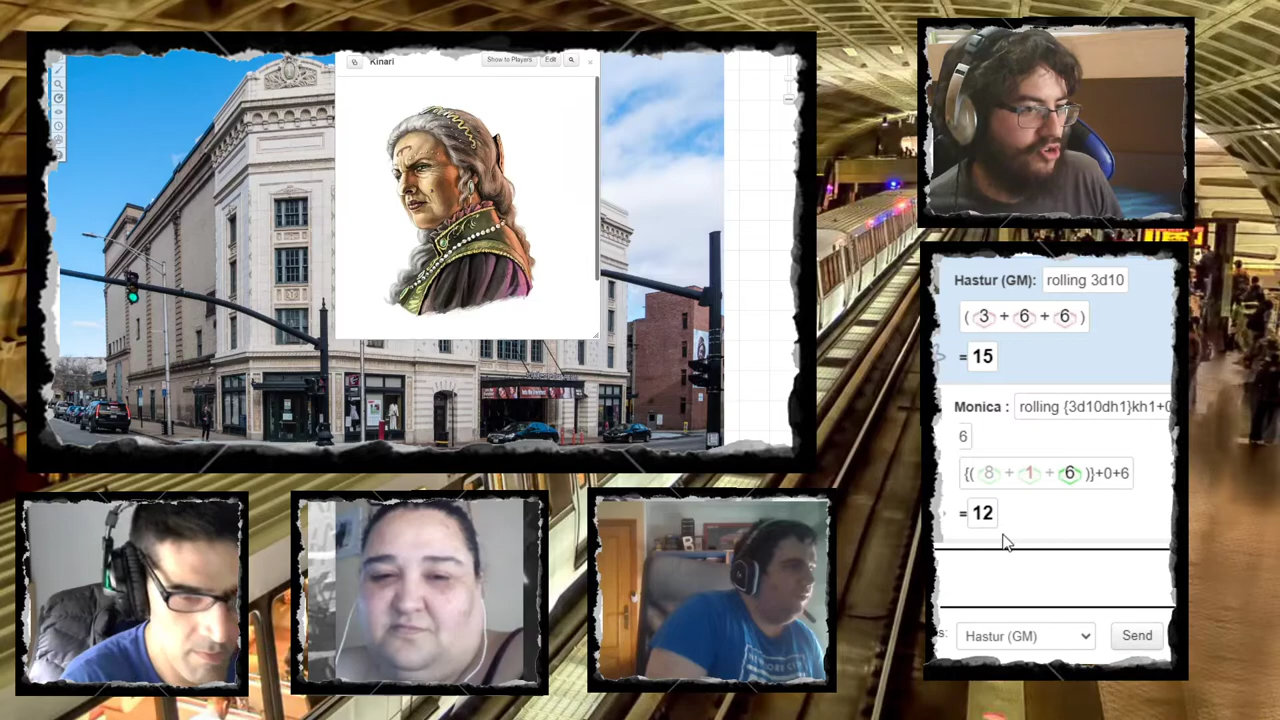 Kinari
Show to Players
Edit
Hastur (GM):
rolling 3d10
( 3 + 6 + 6 )
= 15
Monica :
rolling {3d10dh1}kh1+0
6
{( 8 + 1 + 6 )}+0+6
= 12
s:
Hastur (GM)
Send